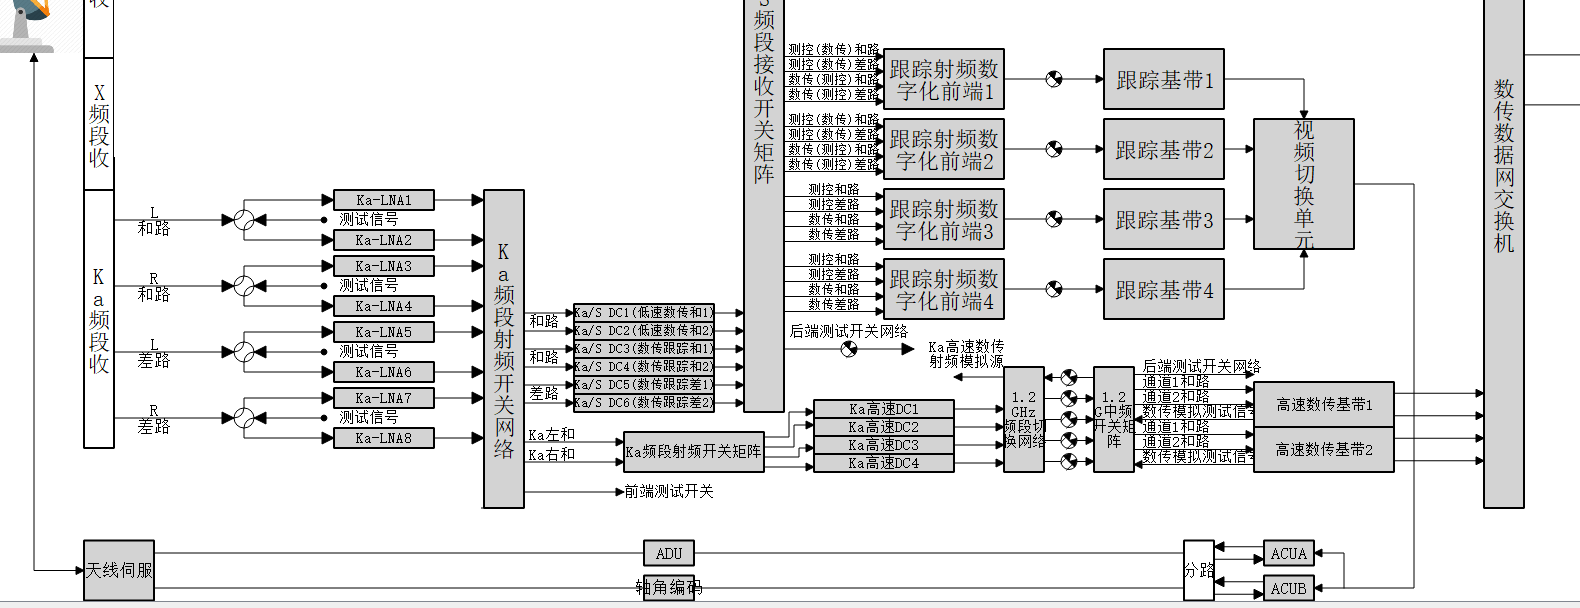 收
X频段收
Ka频段收
L
和路
R
和路
L
差路
R
差路
Ka-LNA1
测试信号
Ka-LNA2
Ka-LNA3
测试信号
Ka-LNA4
Ka-LNA5
测试信号
Ka-LNA6
Ka-LNA7
测试信号
Ka-LNA8
Ka频段射频开关网络
和路
和路
差路
Ka左和
Ka右和
前端测试开关
Ka/S DC1(低速数传和1)
Ka/S DC2(低速数传和2)
Ka/S DC3(数传跟踪和1)
Ka/S DC4(数传跟踪和2)
Ka/S DC5(数传跟踪差1)
Ka/S DC6(数传跟踪差2)
Ka频段射频开关矩阵
S频段接收开关矩阵
测控(数传)和路
测控(数传)差路
数传(测控)和路
数传(测控)差路
测控(数传)和路
测控(数传)差路
数传(测控)和路
数传(测控)差路
测控和路
测控差路
数传和路
数传差路
测控和路
测控差路
数传和路
数传差路
后端测试开关网络
跟踪射频数
字化前端1
跟踪射频数
字化前端2
跟踪射频数
字化前端3
跟踪射频数
字化前端4
跟踪基带1
跟踪基带2
跟踪基带3
跟踪基带4
视频切换单元
Ka高速数传
射频模拟源
Ka高速DC1
Ka高速DC2
Ka高速DC3
Ka高速DC4
1.2
GHz
频段切
换网络
1.2
G中频
开关矩
阵
后端测试开关网络
通道1和路
通道2和路
数传模拟测试信号
通道1和路
通道2和路
数传模拟测试信号
高速数传基带1
高速数传基带2
数传数据网交换机
天线伺服
ADU
轴角编码
分路
ACUA
ACUB